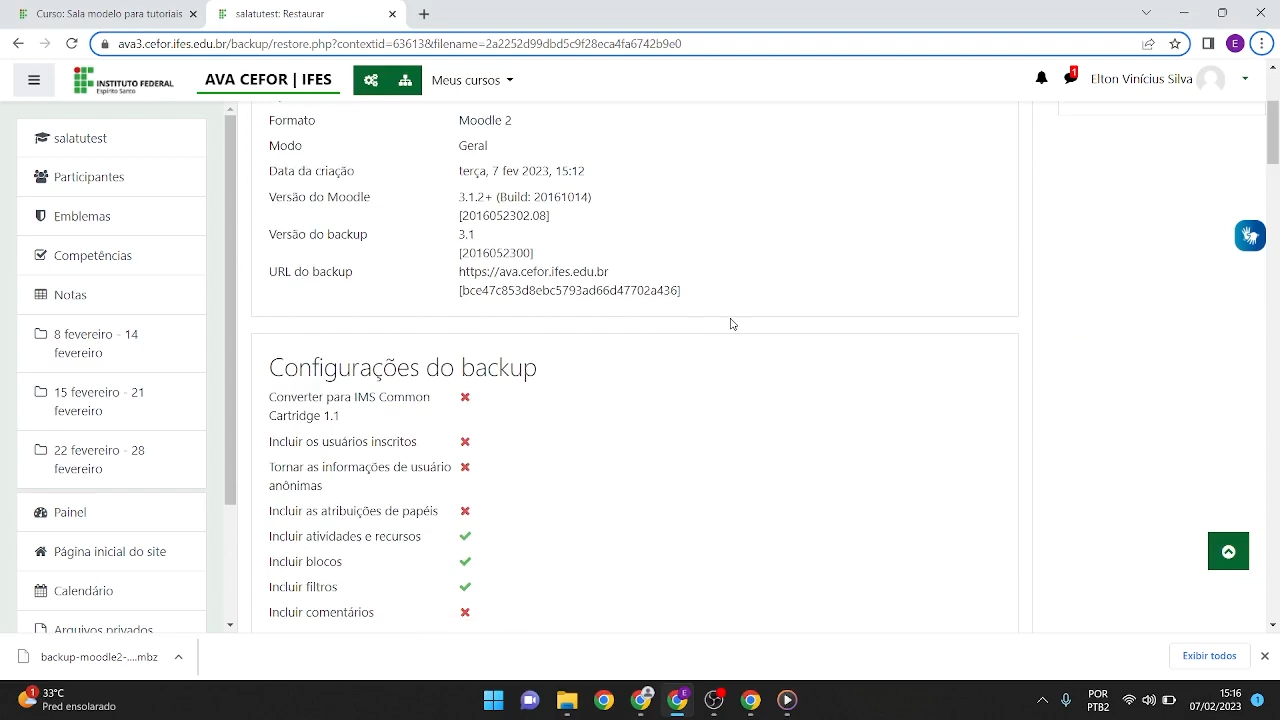 Curso Sala modelo para tutoriais
salatutest: Restaurar
ava3.cefor.ifes.edu.br/backup/restore.php?contextid=63613&filename=2a2252d99dbd5c9f28eca4fa6742b9e0
E
INSTITUTO FEDERAL
Espírito Santo
AVA CEFOR | IFES
Meus cursos
1
Elton Vinícius Silva
salatutest
Participantes
Emblemas
Competências
Notas
8 fevereiro - 14
fevereiro
15 fevereiro - 21
fevereiro
22 fevereiro - 28
fevereiro
Painel
Página inicial do site
Calendário
Arquivos privados
Formato Moodle 2
Modo Geral
Data da criação terça, 7 fev 2023, 15:12
Versão do Moodle 3.1.2+ (Build: 20161014)
[2016052302.08]
Versão do backup 3.1
[2016052300]
URL do backup https://ava.cefor.ifes.edu.br
[bce47c853d8ebc5793ad66d47702a436]
Configurações do backup
Converter para IMS Common
Cartridge 1.1
Incluir os usuários inscritos
Tornar as informações de usuário
anônimas
Incluir as atribuições de papéis
Incluir atividades e recursos
Incluir blocos
Incluir filtros
Incluir comentários
backup-moodle2-....mbz
Exibir todos
1
33°C
Pred ensolarado
E
POR
PTB2
15:16
07/02/2023
1